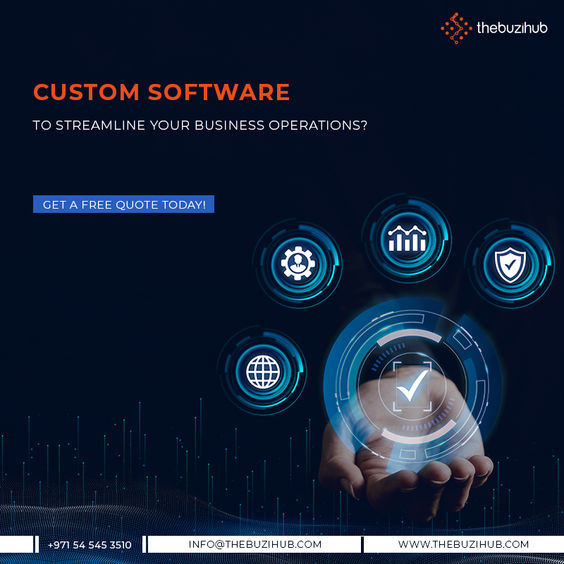 thebuzihub
CUSTOM SOFTWARE
TO STREAMLINE YOUR BUSINESS OPERATIONS?
GET A FREE QUOTE TODAY!
+971 54 545 3510
INFO@THEBUZIHUB.COM
WWW.THEBUZIHUB.COM